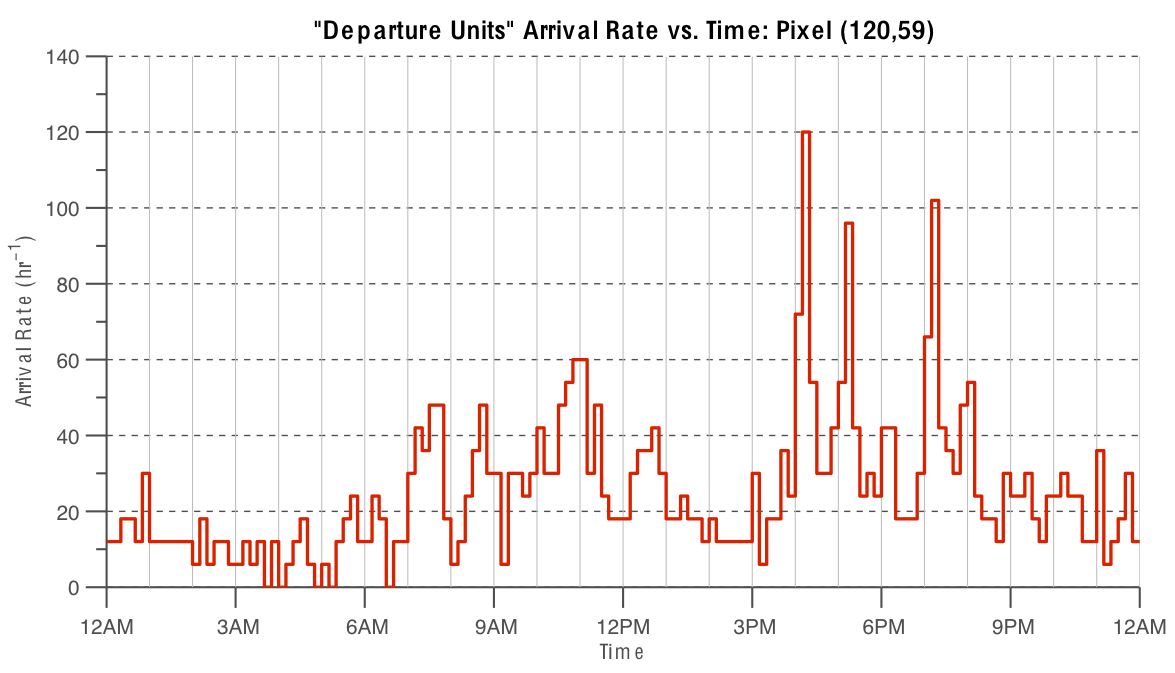 "Departure Units" Arrival Rate vs. Time: Pixel (120,59)
140
120
100
80
60
40
20
0
Arrival Rate (hr⁻¹)
12AM 3AM 6AM 9AM 12PM 3PM 6PM 9PM 12AM
Time